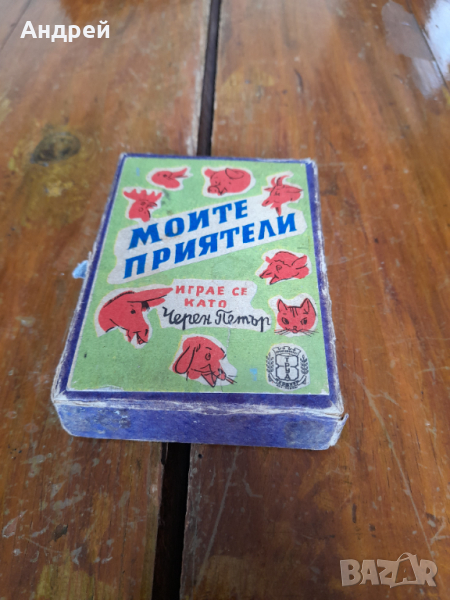 Андрей
МОИТЕ
ПРИЯТЕЛИ
ИГРАЕ СЕ
КАТО
Черен Петър
BAZAR